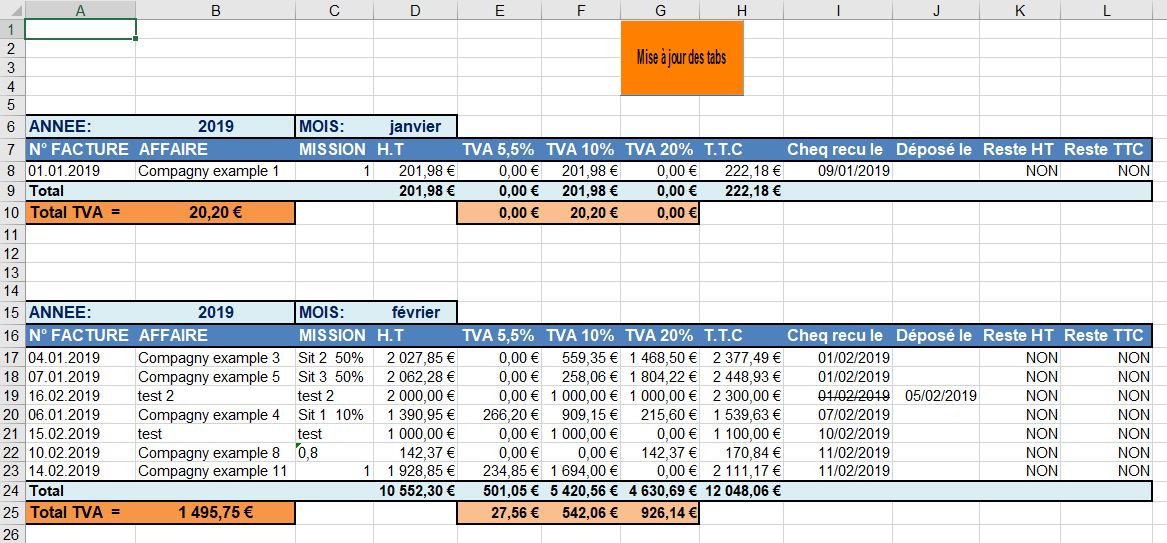 A B C D E F G H I J K L
1
2 Mise à jour des tabs
3
4
5
6 ANNEE: 2019 MOIS: janvier
7 N° FACTURE AFFAIRE MISSION H.T TVA 5,5% TVA 10% TVA 20% T.T.C Cheq recu le Déposé le Reste HT Reste TTC
8 01.01.2019 Compagny example 1 1 201,98 € 0,00 € 201,98 € 0,00 € 222,18 € 09/01/2019 NON NON
9 Total 201,98 € 0,00 € 201,98 € 0,00 € 222,18 €
10 Total TVA = 20,20 € 0,00 € 20,20 € 0,00 €
11
12
13
14
15 ANNEE: 2019 MOIS: février
16 N° FACTURE AFFAIRE MISSION H.T TVA 5,5% TVA 10% TVA 20% T.T.C Cheq recu le Déposé le Reste HT Reste TTC
17 04.01.2019 Compagny example 3 Sit 2 50% 2 027,85 € 0,00 € 559,35 € 1 468,50 € 2 377,49 € 01/02/2019 NON NON
18 07.01.2019 Compagny example 5 Sit 3 50% 2 062,28 € 0,00 € 258,06 € 1 804,22 € 2 448,93 € 01/02/2019 NON NON
19 16.02.2019 test 2 test 2 2 000,00 € 0,00 € 1 000,00 € 1 000,00 € 2 300,00 € 01/02/2019 05/02/2019 NON NON
20 06.01.2019 Compagny example 4 Sit 1 10% 1 390,95 € 266,20 € 909,15 € 215,60 € 1 539,63 € 07/02/2019 NON NON
21 15.02.2019 test test 1 000,00 € 0,00 € 1 000,00 € 0,00 € 1 100,00 € 10/02/2019 NON NON
22 10.02.2019 Compagny example 8 0,8 142,37 € 0,00 € 0,00 € 142,37 € 170,84 € 11/02/2019 NON NON
23 14.02.2019 Compagny example 11 1 1 928,85 € 234,85 € 1 694,00 € 0,00 € 2 111,17 € 11/02/2019 NON NON
24 Total 10 552,30 € 501,05 € 5 420,56 € 4 630,69 € 12 048,06 €
25 Total TVA = 1 495,75 € 27,56 € 542,06 € 926,14 €
26